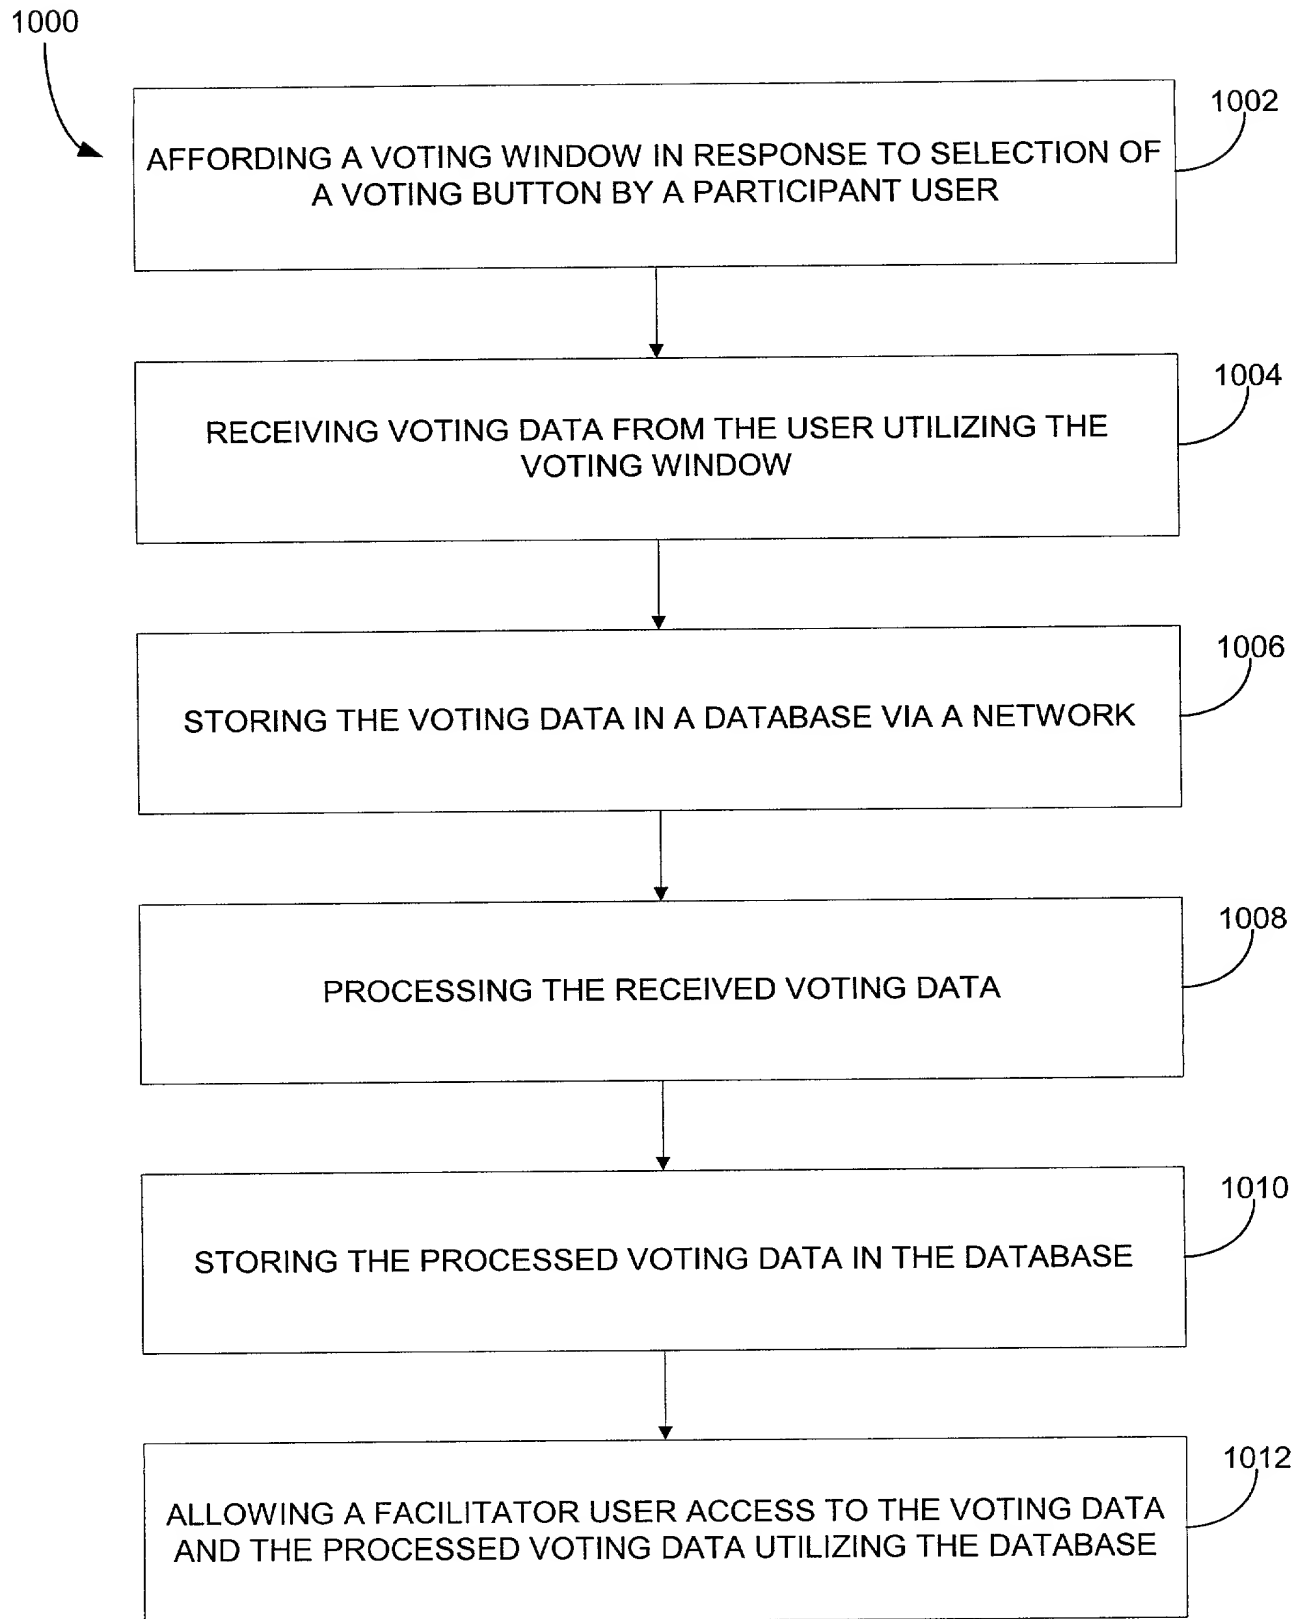 1000
1002
AFFORDING A VOTING WINDOW IN RESPONSE TO SELECTION OF
A VOTING BUTTON BY A PARTICIPANT USER
1004
RECEIVING VOTING DATA FROM THE USER UTILIZING THE
VOTING WINDOW
1006
STORING THE VOTING DATA IN A DATABASE VIA A NETWORK
1008
PROCESSING THE RECEIVED VOTING DATA
1010
STORING THE PROCESSED VOTING DATA IN THE DATABASE
1012
ALLOWING A FACILITATOR USER ACCESS TO THE VOTING DATA
AND THE PROCESSED VOTING DATA UTILIZING THE DATABASE